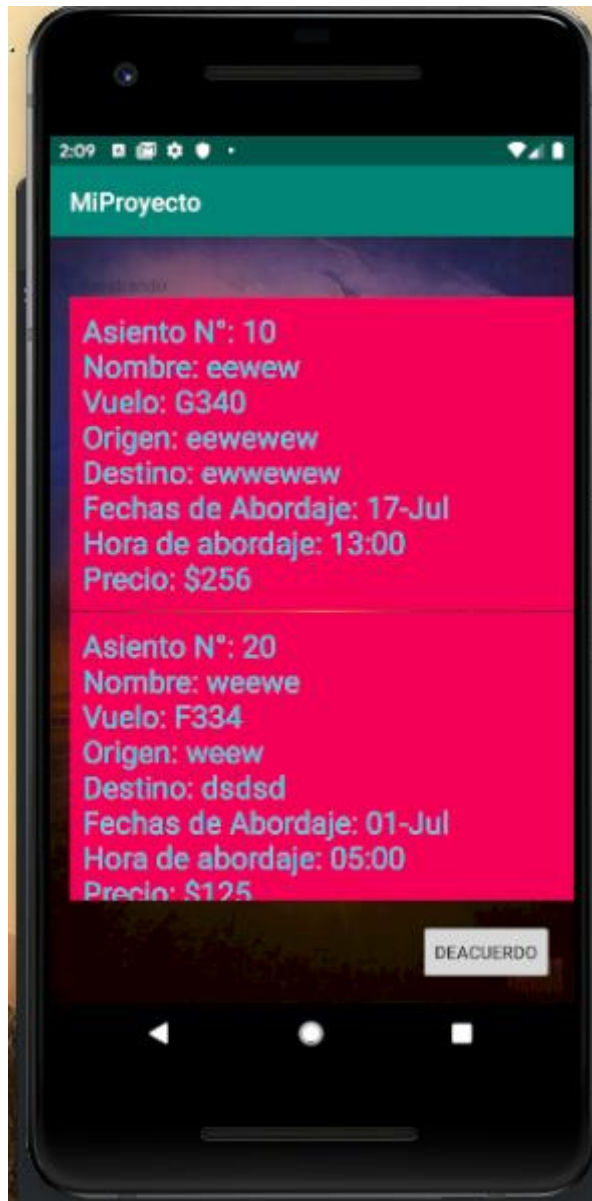 2:09
MiProyecto
Asiento N°: 10
Nombre: eewew
Vuelo: G340
Origen: eewewew
Destino: ewwewew
Fechas de Abordaje: 17-Jul
Hora de abordaje: 13:00
Precio: $256
Asiento N°: 20
Nombre: weewe
Vuelo: F334
Origen: weew
Destino: dsdsd
Fechas de Abordaje: 01-Jul
Hora de abordaje: 05:00
Precio: $125
DEACUERDO